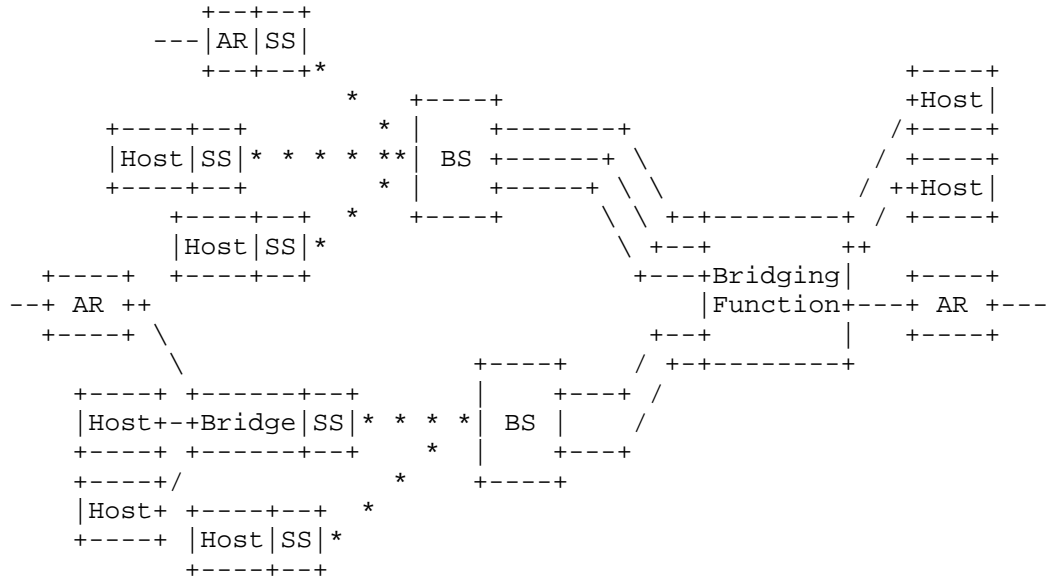 AR SS
Host
Host SS BS
Host
Host SS
Bridging
AR Function AR
Host Bridge SS BS
Host
Host SS